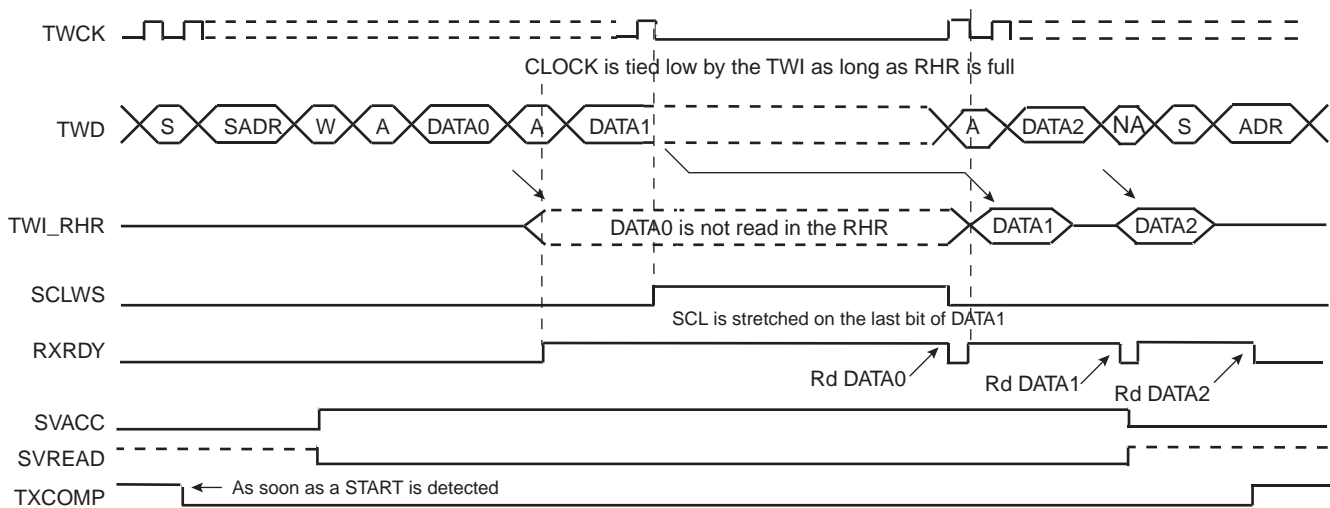 TWCK
CLOCK is tied low by the TWI as long as RHR is full
TWD S SADR W A DATA0 A DATA1 A DATA2 NA S ADR
TWI_RHR DATA0 is not read in the RHR DATA1 DATA2
SCLWS
SCL is stretched on the last bit of DATA1
RXRDY
Rd DATA0 Rd DATA1 Rd DATA2
SVACC
SVREAD
TXCOMP As soon as a START is detected